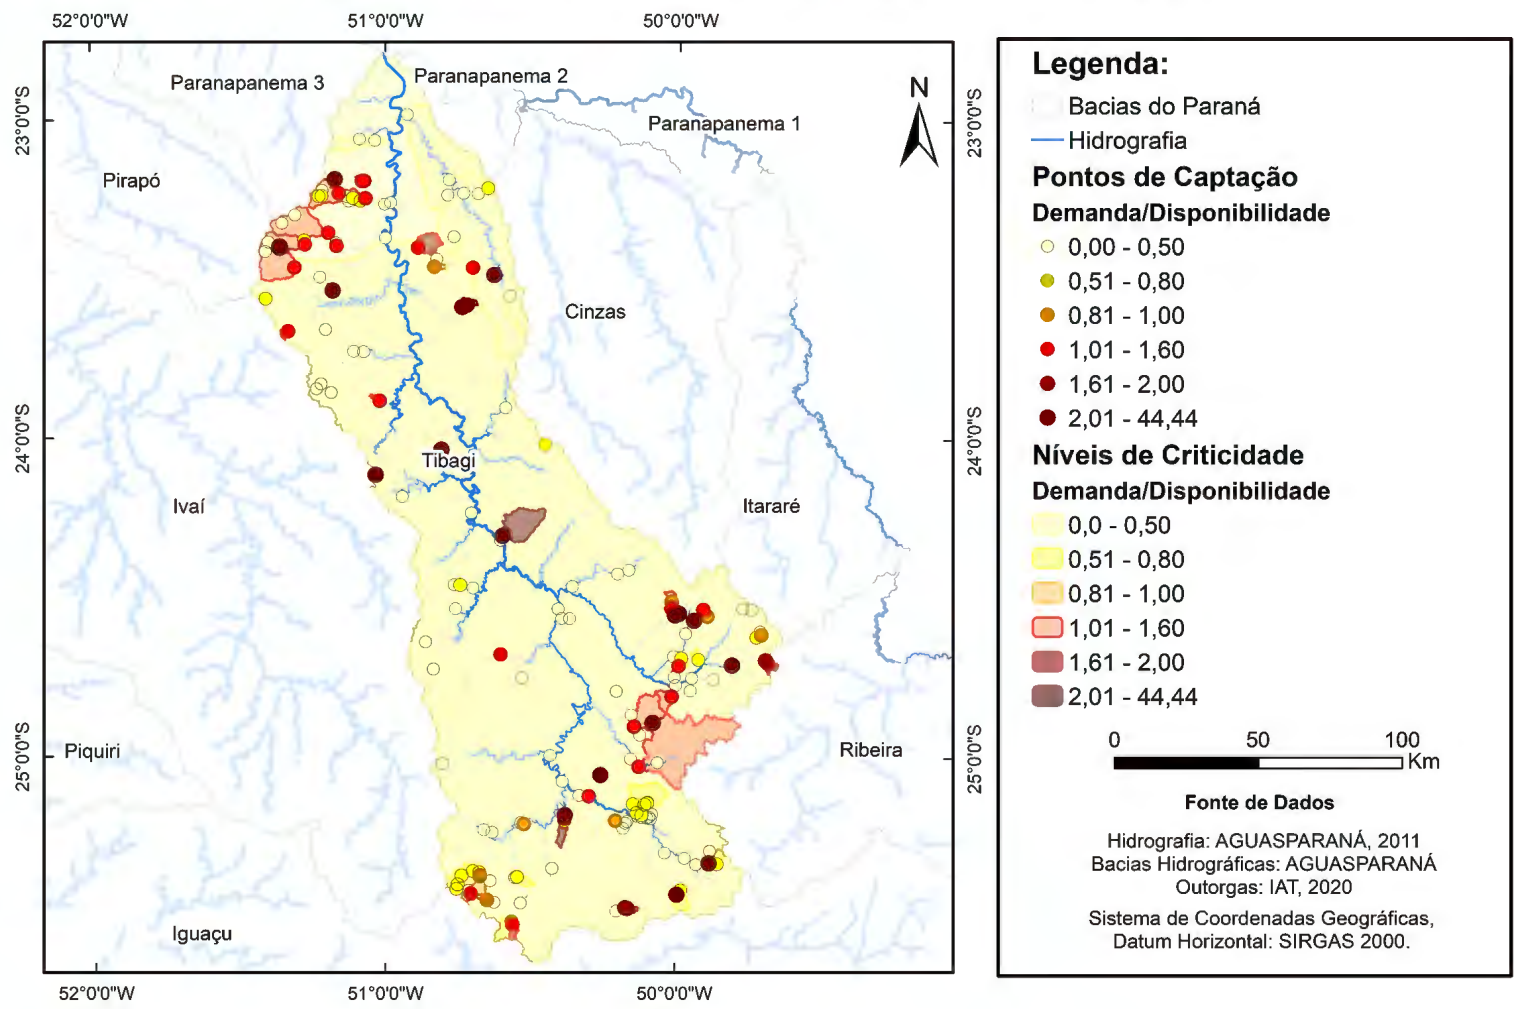 52°0'0"W
51°0'0"W
50°0'0"W
23°0'0"S
24°0'0"S
25°0'0"S
Paranapanema 3
Paranapanema 2
Paranapanema 1
N
Pirapó
Cinzas
Tibagi
Ivaí
Itararé
Piquiri
Ribeira
Iguaçu
23°0'0"S
24°0'0"S
25°0'0"S
52°0'0"W
51°0'0"W
50°0'0"W
Legenda:
Bacias do Paraná
Hidrografia
Pontos de Captação
Demanda/Disponibilidade
0,00 - 0,50
0,51 - 0,80
0,81 - 1,00
1,01 - 1,60
1,61 - 2,00
2,01 - 44,44
Níveis de Criticidade
Demanda/Disponibilidade
0,0 - 0,50
0,51 - 0,80
0,81 - 1,00
1,01 - 1,60
1,61 - 2,00
2,01 - 44,44
0 50 100
Km
Fonte de Dados
Hidrografia: AGUASPARANÁ, 2011
Bacias Hidrográficas: AGUASPARANÁ
Outorgas: IAT, 2020
Sistema de Coordenadas Geográficas,
Datum Horizontal: SIRGAS 2000.